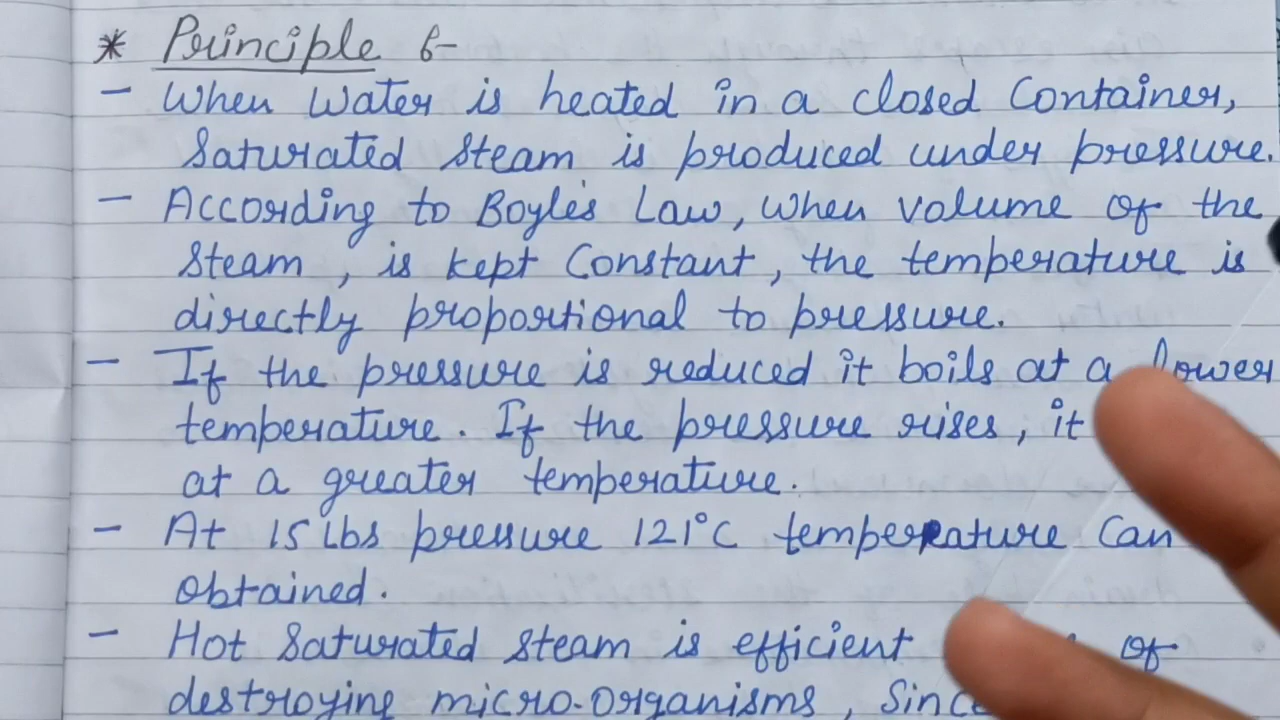 * Principle :-
- When Water is heated in a closed Container,
Saturated Steam is produced under pressure.
- According to Boyle's Law, when volume of the
Steam, is kept Constant, the temperature is
directly proportional to pressure.
- If the pressure is reduced it boils at a lower
temperature. If the pressure rises, it
at a greater temperature.
- At 15 lbs pressure 121°C temperature Can
obtained.
- Hot Saturated Steam is efficient of
destroying micro-organisms,